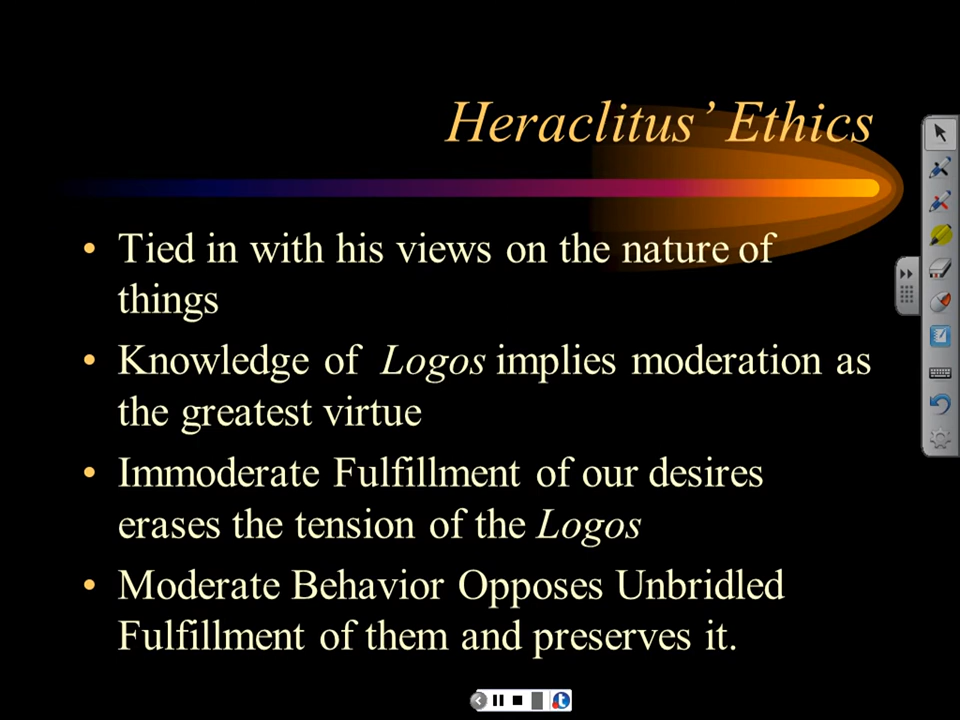 Heraclitus’ Ethics
• Tied in with his views on the nature of
things
• Knowledge of Logos implies moderation as
the greatest virtue
• Immoderate Fulfillment of our desires
erases the tension of the Logos
• Moderate Behavior Opposes Unbridled
Fulfillment of them and preserves it.